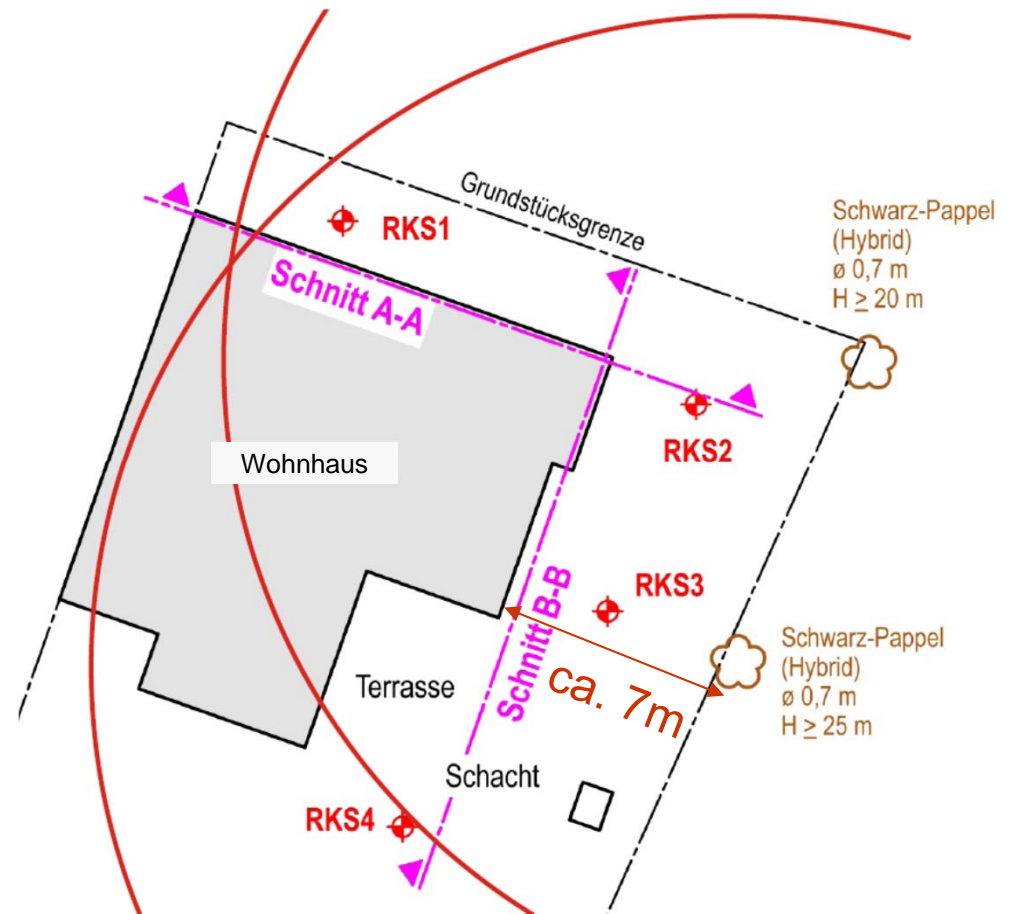 Grundstücksgrenze
RKS1
Schnitt A-A
Schwarz-Pappel
(Hybrid)
ø 0,7 m
H ≥ 20 m
RKS2
Wohnhaus
RKS3
Schnitt B-B
ca. 7m
Schwarz-Pappel
(Hybrid)
ø 0,7 m
H ≥ 25 m
Terrasse
Schacht
RKS4